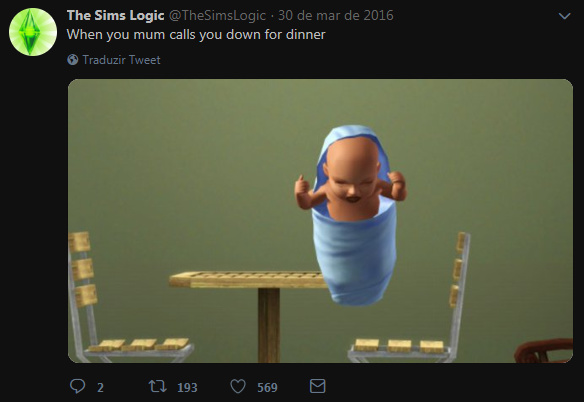 The Sims Logic @TheSimsLogic · 30 de mar de 2016
When you mum calls you down for dinner
Traduzir Tweet
2 193 569